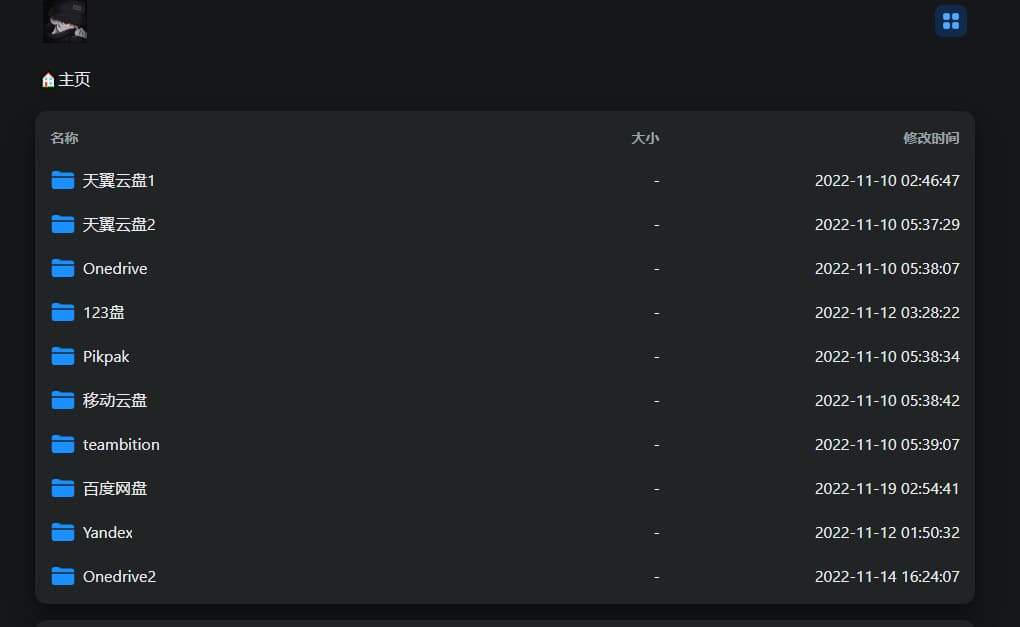 主页
名称 大小 修改时间
天翼云盘1 - 2022-11-10 02:46:47
天翼云盘2 - 2022-11-10 05:37:29
Onedrive - 2022-11-10 05:38:07
123盘 - 2022-11-12 03:28:22
Pikpak - 2022-11-10 05:38:34
移动云盘 - 2022-11-10 05:38:42
teambition - 2022-11-10 05:39:07
百度网盘 - 2022-11-19 02:54:41
Yandex - 2022-11-12 01:50:32
Onedrive2 - 2022-11-14 16:24:07